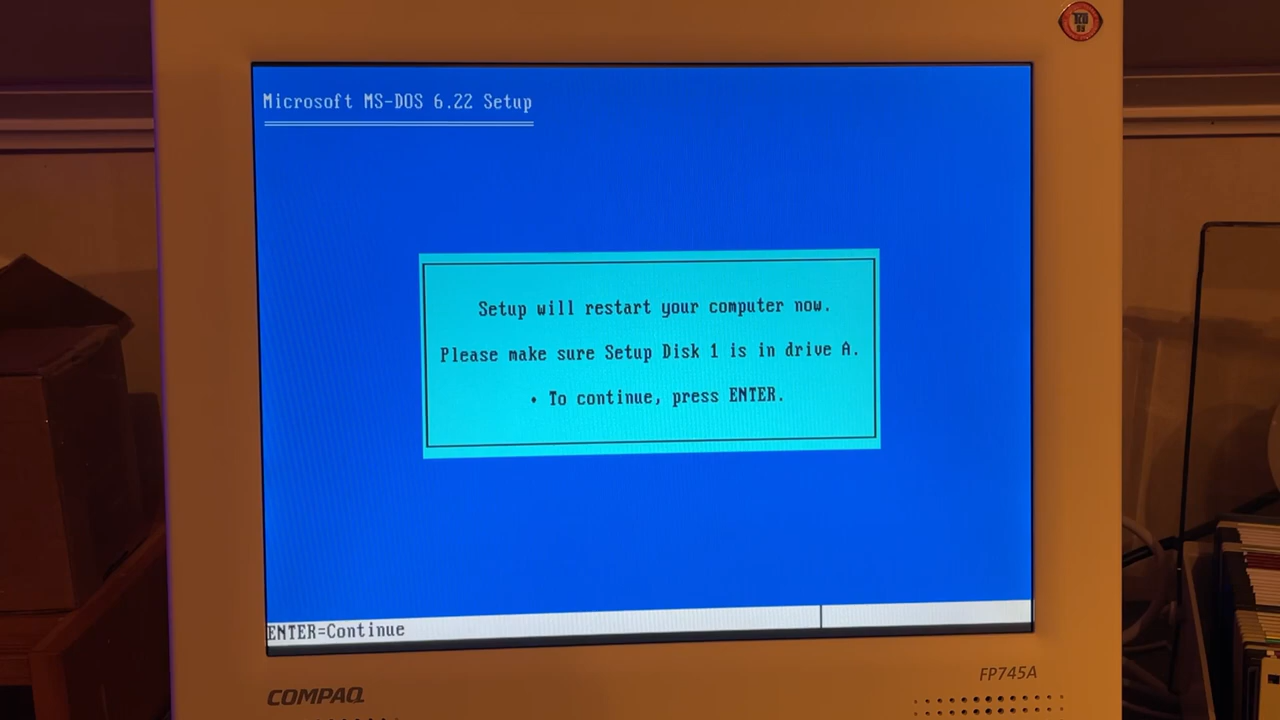 Microsoft MS-DOS 6.22 Setup
Setup will restart your computer now.
Please make sure Setup Disk 1 is in drive A.
• To continue, press ENTER.
ENTER=Continue
COMPAQ
FP745A